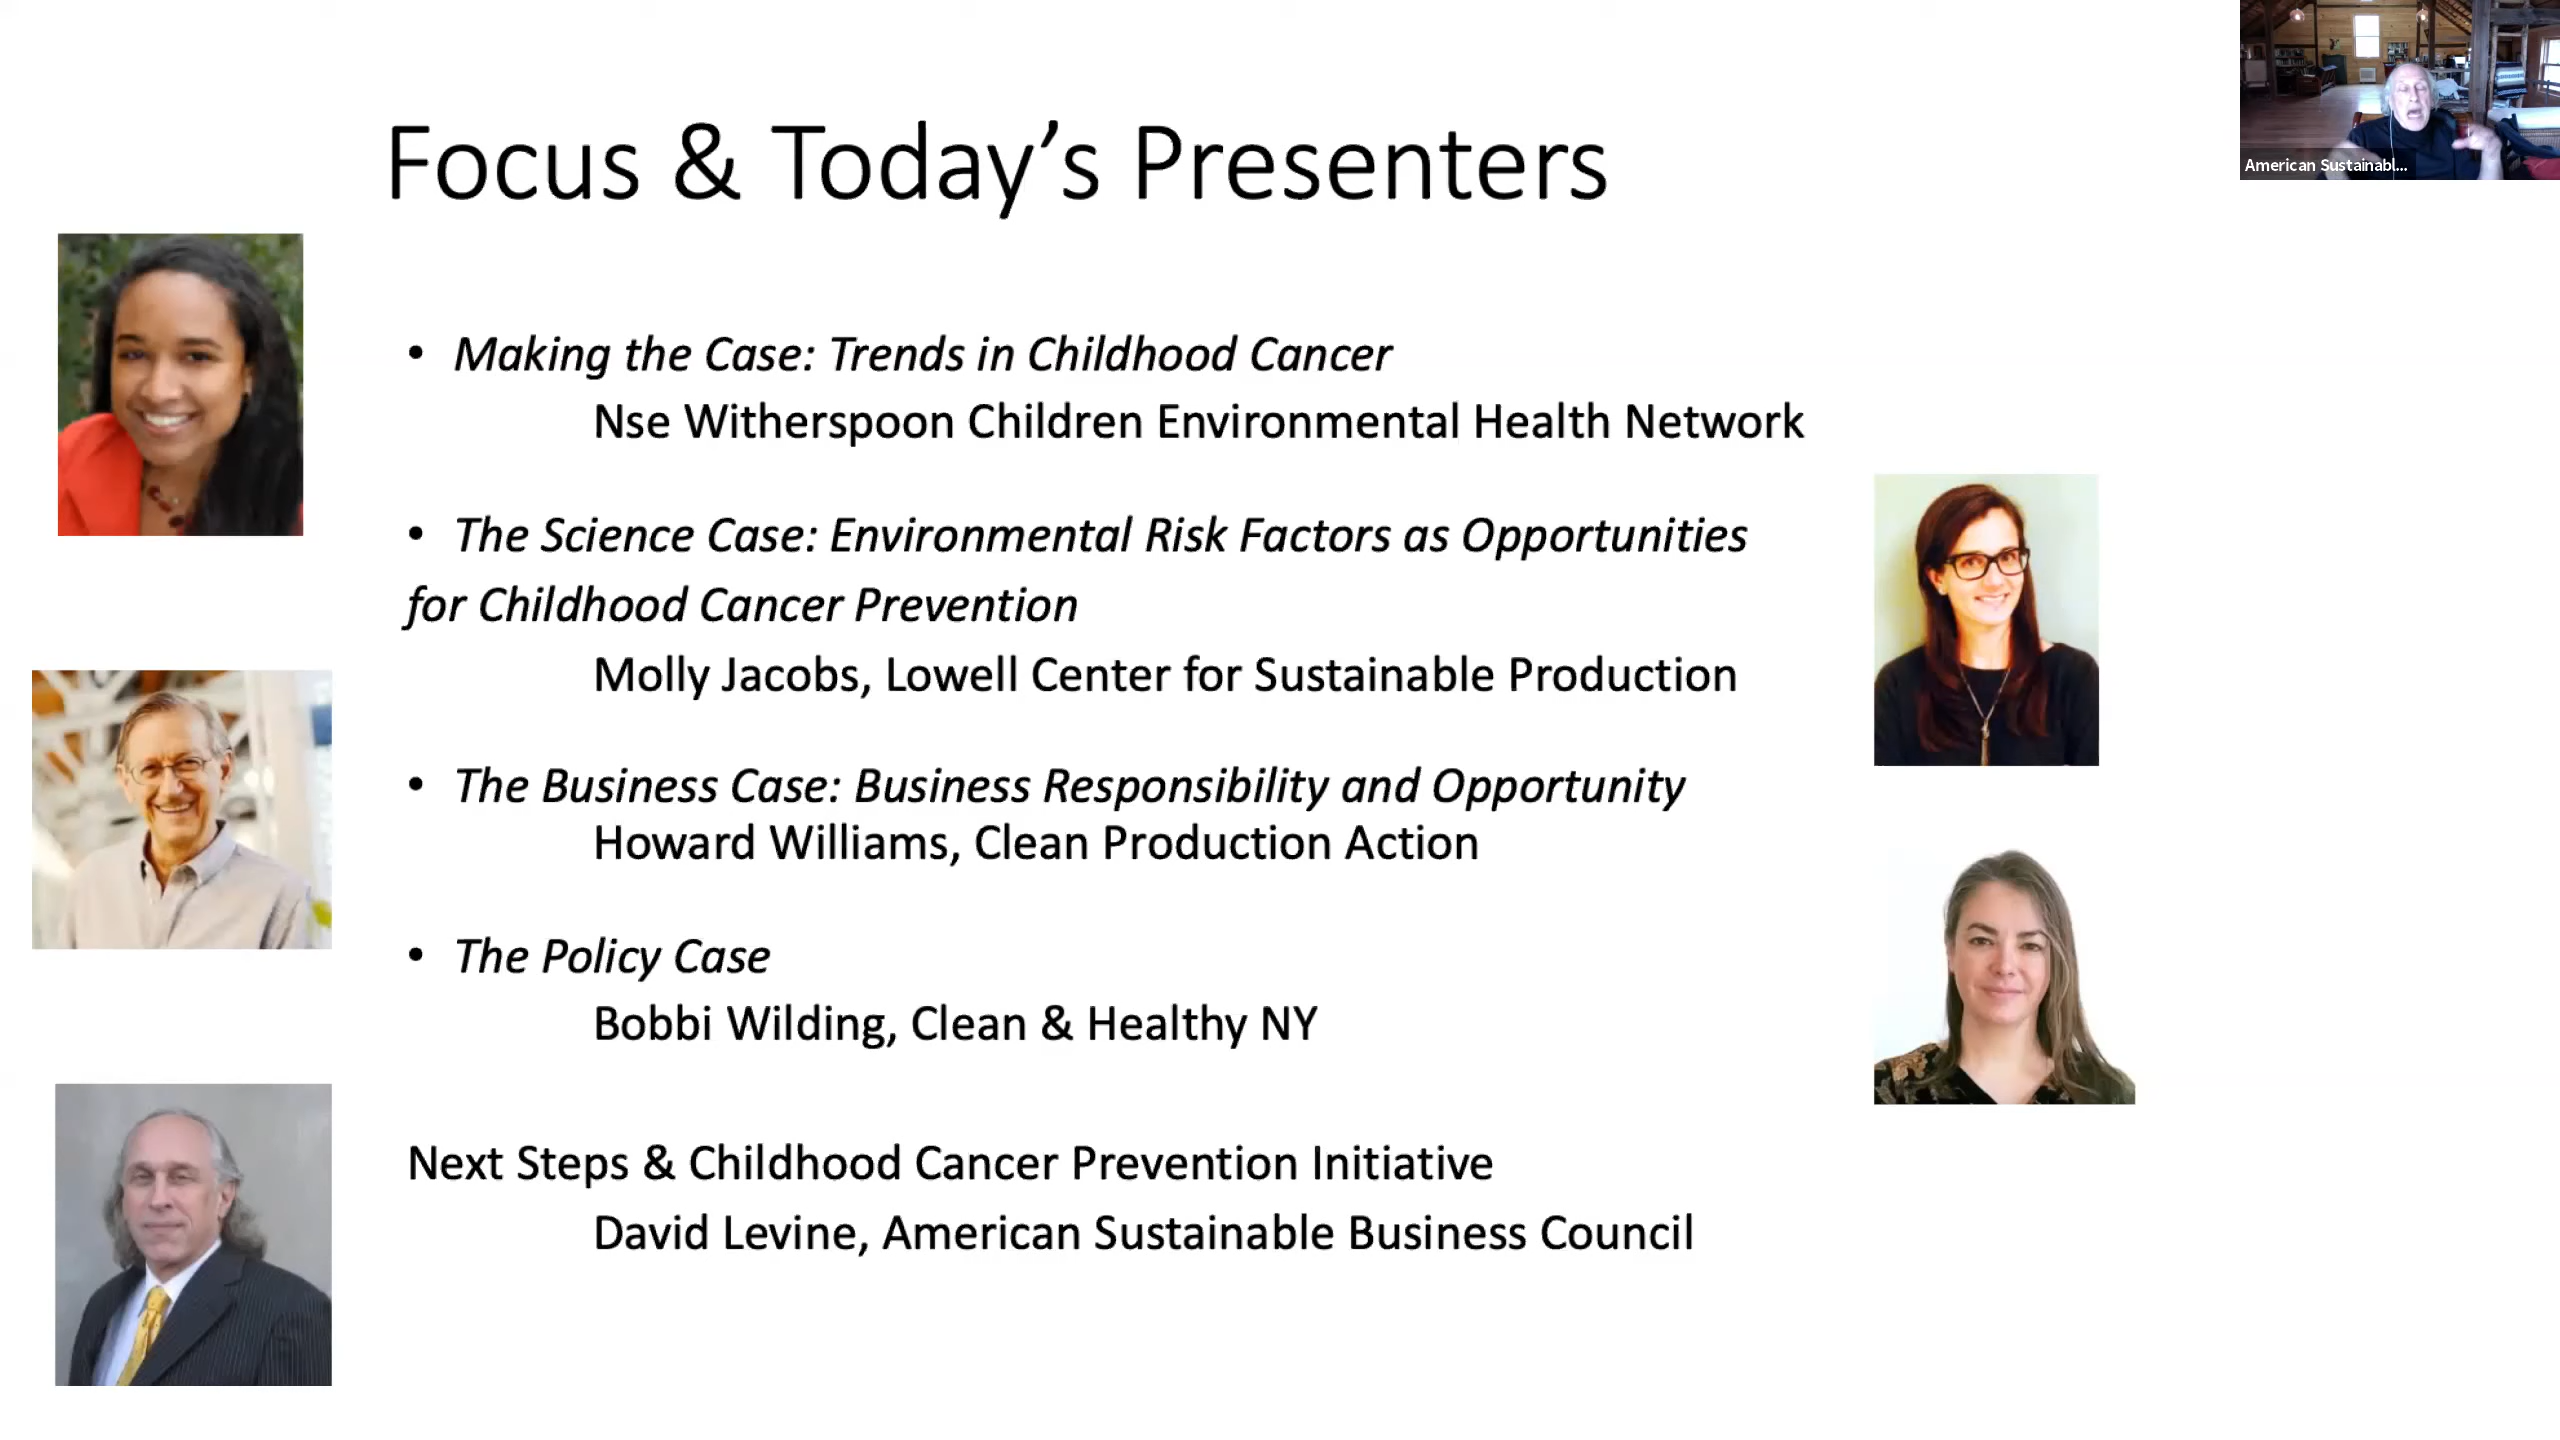 American Sustainabl...
Focus & Today’s Presenters
• Making the Case: Trends in Childhood Cancer
Nse Witherspoon Children Environmental Health Network
• The Science Case: Environmental Risk Factors as Opportunities
for Childhood Cancer Prevention
Molly Jacobs, Lowell Center for Sustainable Production
• The Business Case: Business Responsibility and Opportunity
Howard Williams, Clean Production Action
• The Policy Case
Bobbi Wilding, Clean & Healthy NY
Next Steps & Childhood Cancer Prevention Initiative
David Levine, American Sustainable Business Council